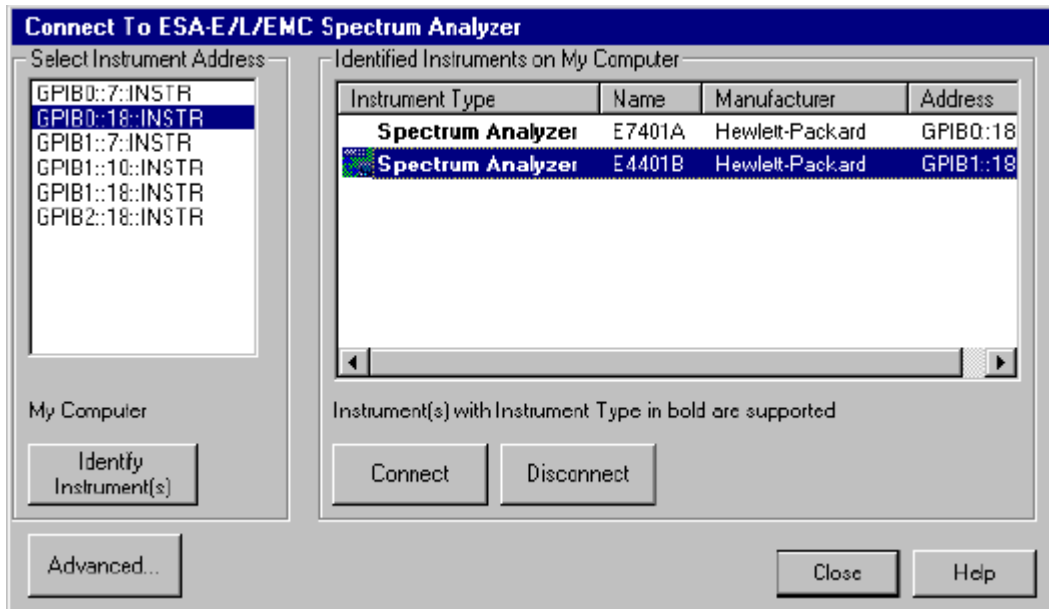 Connect To ESA-E/L/EMC Spectrum Analyzer
Select Instrument Address
GPIB0::7::INSTR
GPIB0::18::INSTR
GPIB1::7::INSTR
GPIB1::10::INSTR
GPIB1::18::INSTR
GPIB2::18::INSTR
My Computer
Identify
Instrument(s)
Advanced...
Identified Instruments on My Computer
Instrument Type Name Manufacturer Address
Spectrum Analyzer E7401A Hewlett-Packard GPIB0::18
Spectrum Analyzer E4401B Hewlett-Packard GPIB1::18
Instrument(s) with Instrument Type in bold are supported
Connect Disconnect
Close Help